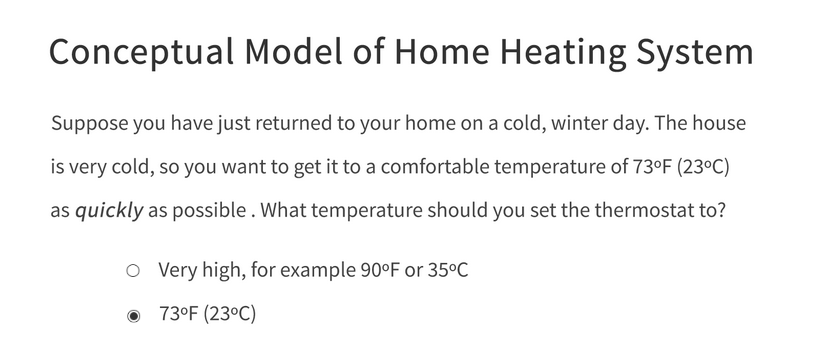 Conceptual Model of Home Heating System
Suppose you have just returned to your home on a cold, winter day. The house
is very cold, so you want to get it to a comfortable temperature of 73ºF (23ºC)
as quickly as possible . What temperature should you set the thermostat to?
Very high, for example 90ºF or 35ºC
73ºF (23ºC)